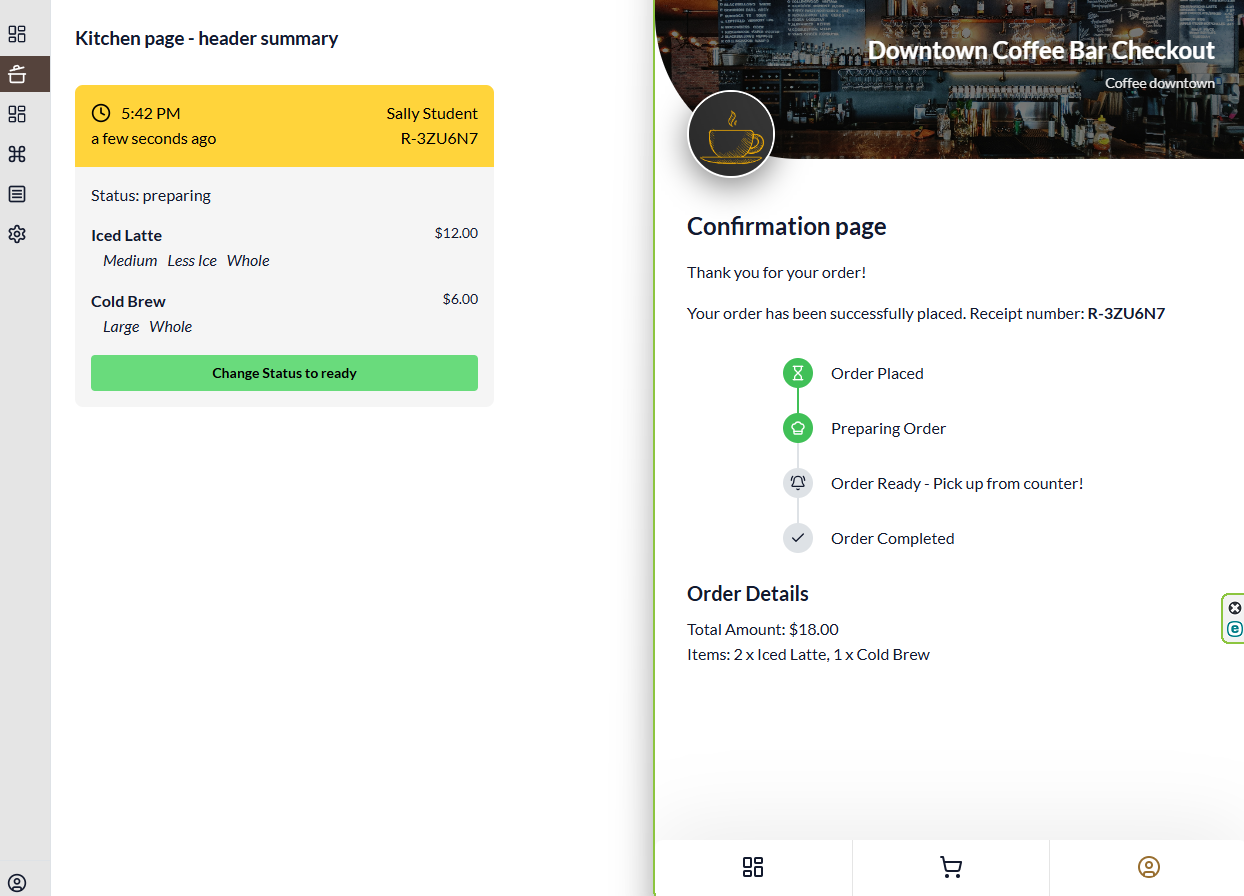 Kitchen page - header summary
5:42 PM
Sally Student
a few seconds ago
R-3ZU6N7
Status: preparing
Iced Latte
$12.00
Medium Less Ice Whole
Cold Brew
$6.00
Large Whole
Change Status to ready
Downtown Coffee Bar Checkout
Coffee downtown
Confirmation page
Thank you for your order!
Your order has been successfully placed. Receipt number: R-3ZU6N7
Order Placed
Preparing Order
Order Ready - Pick up from counter!
Order Completed
Order Details
Total Amount: $18.00
Items: 2 x Iced Latte, 1 x Cold Brew